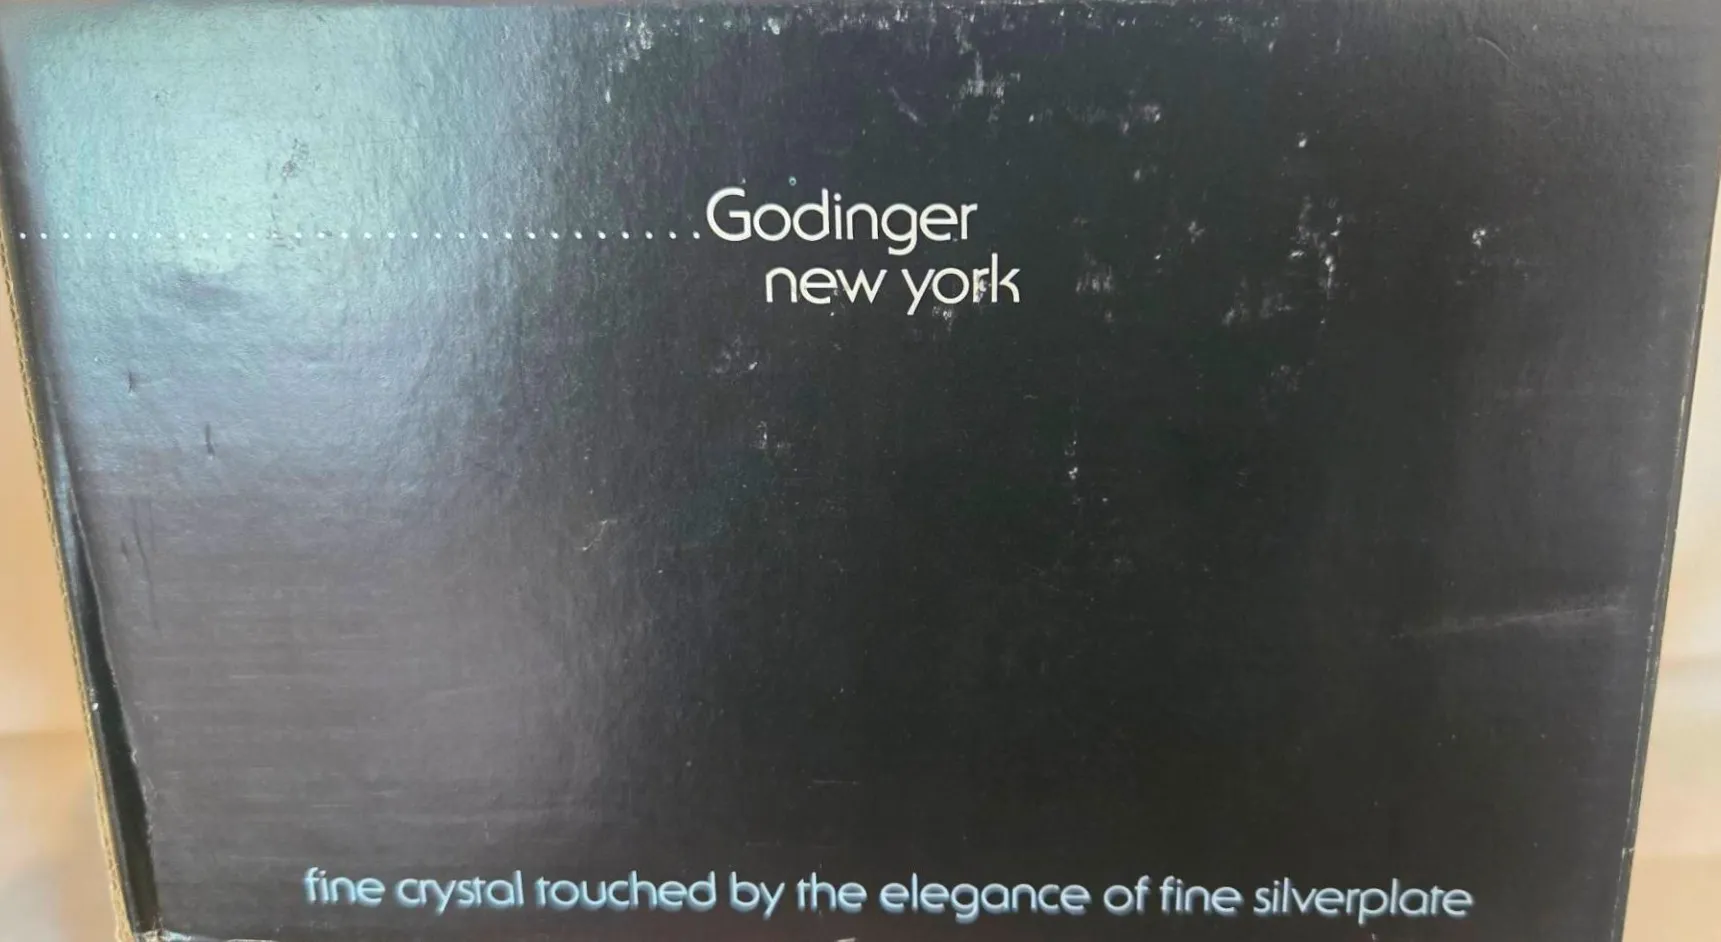 ................................Godinger
new york
fine crystal touched by the elegance of fine silverplate